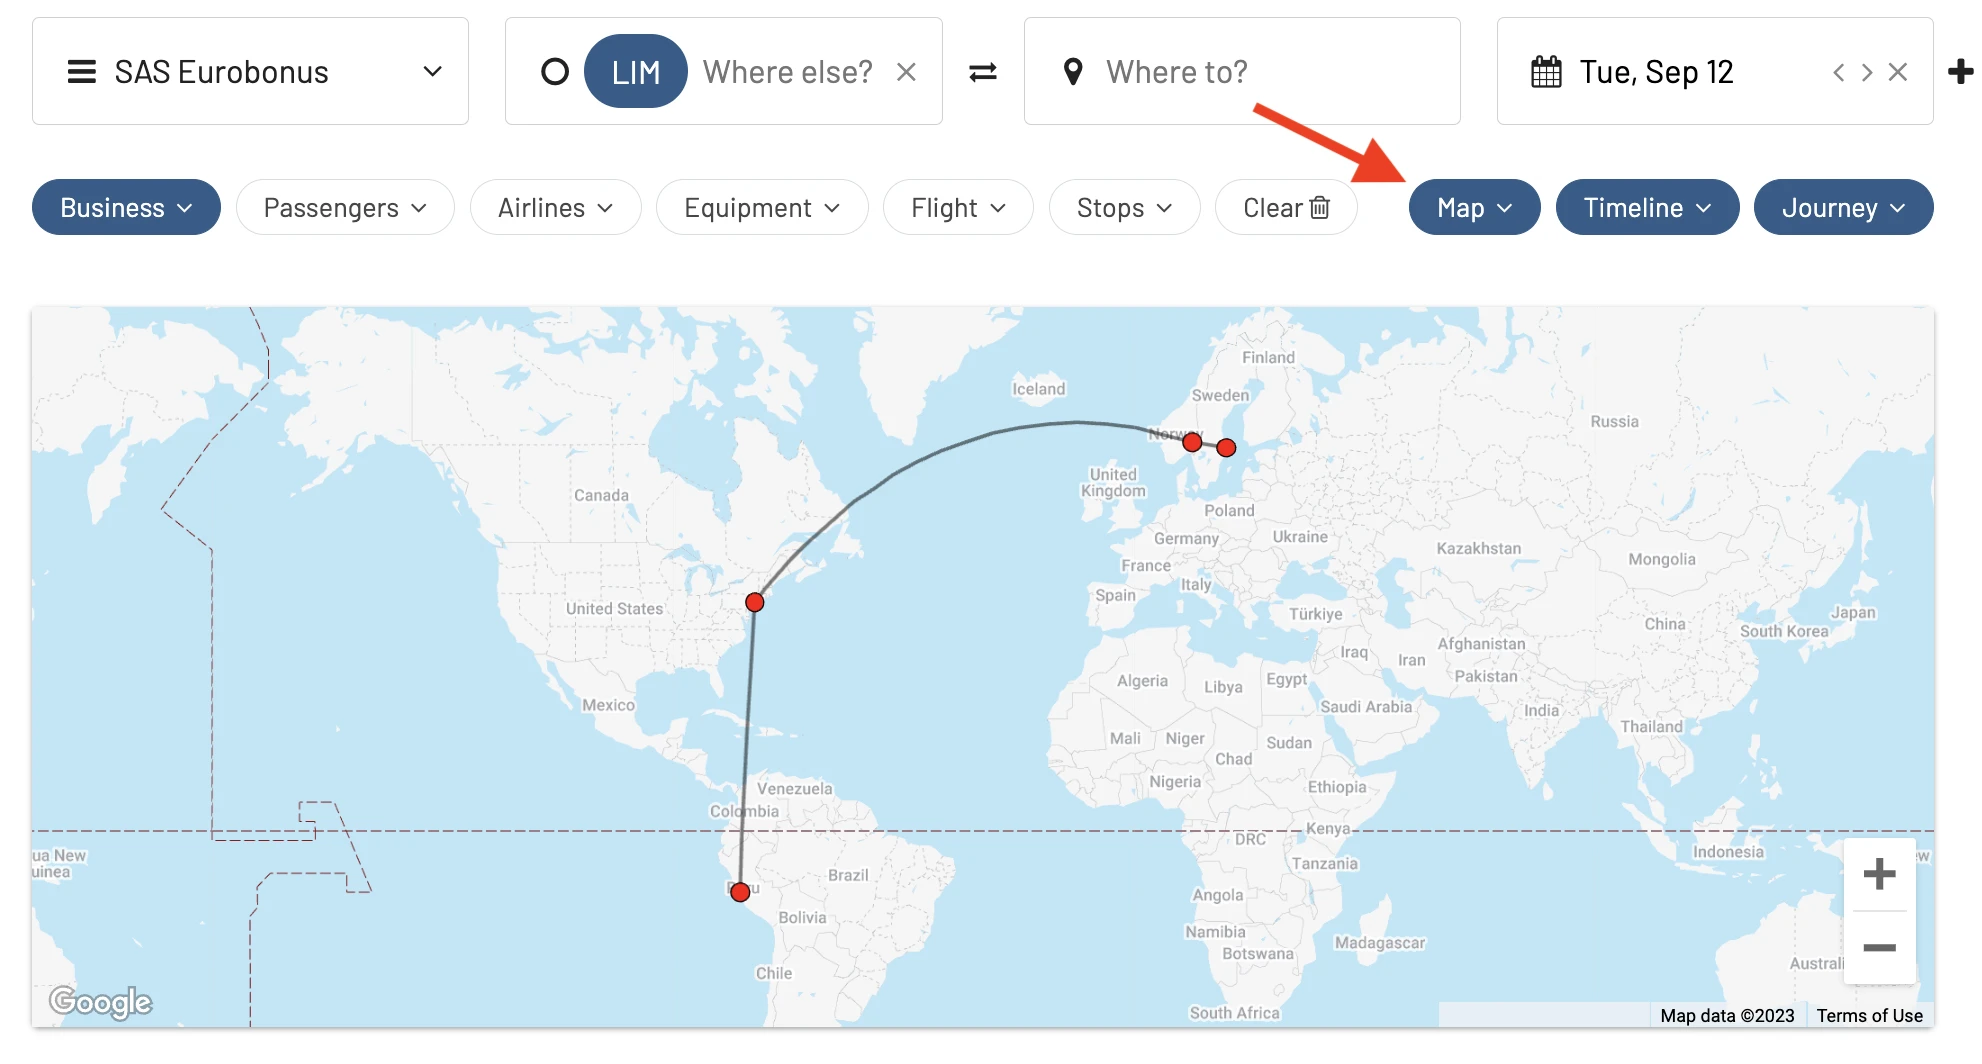 SAS Eurobonus
LIM Where else?
Where to?
Tue, Sep 12
Business
Passengers
Airlines
Equipment
Flight
Stops
Clear
Map
Timeline
Journey
Finland
Iceland
Sweden
Russia
Norway
United
Kingdom
Canada
Poland
Germany
Ukraine
Kazakhstan
Mongolia
France
Italy
Spain
United States
Türkiye
Japan
China
South Korea
Afghanistan
Iraq
Iran
Pakistan
Algeria
Libya
Egypt
Mexico
Saudi Arabia
India
Thailand
Mali
Niger
Sudan
Chad
Nigeria
Ethiopia
Venezuela
Colombia
Kenya
DRC
Indonesia
ua New
uinea
ew
Tanzania
Brazil
Angola
Bolivia
Namibia
Madagascar
Botswana
Chile
Austral
Google
South Africa
Map data ©2023
Terms of Use